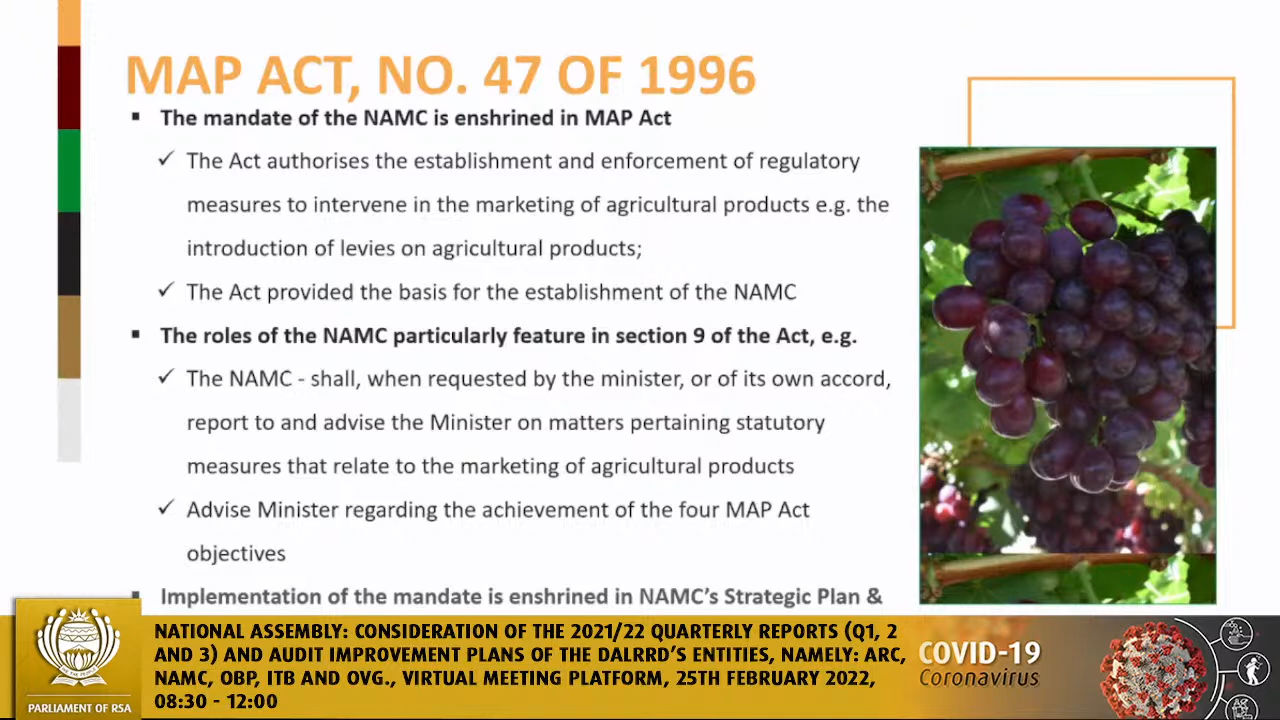 MAP ACT, NO. 47 OF 1996
▪ The mandate of the NAMC is enshrined in MAP Act
✓ The Act authorises the establishment and enforcement of regulatory
measures to intervene in the marketing of agricultural products e.g. the
introduction of levies on agricultural products;
✓ The Act provided the basis for the establishment of the NAMC
▪ The roles of the NAMC particularly feature in section 9 of the Act, e.g.
✓ The NAMC - shall, when requested by the minister, or of its own accord,
report to and advise the Minister on matters pertaining statutory
measures that relate to the marketing of agricultural products
✓ Advise Minister regarding the achievement of the four MAP Act
objectives
▪ Implementation of the mandate is enshrined in NAMC's Strategic Plan &
NATIONAL ASSEMBLY: CONSIDERATION OF THE 2021/22 QUARTERLY REPORTS (Q1, 2
AND 3) AND AUDIT IMPROVEMENT PLANS OF THE DALRRD'S ENTITIES, NAMELY: ARC,
NAMC, OBP, ITB AND OVG., VIRTUAL MEETING PLATFORM, 25TH FEBRUARY 2022,
08:30 - 12:00
PARLIAMENT OF RSA
COVID-19
Coronavirus